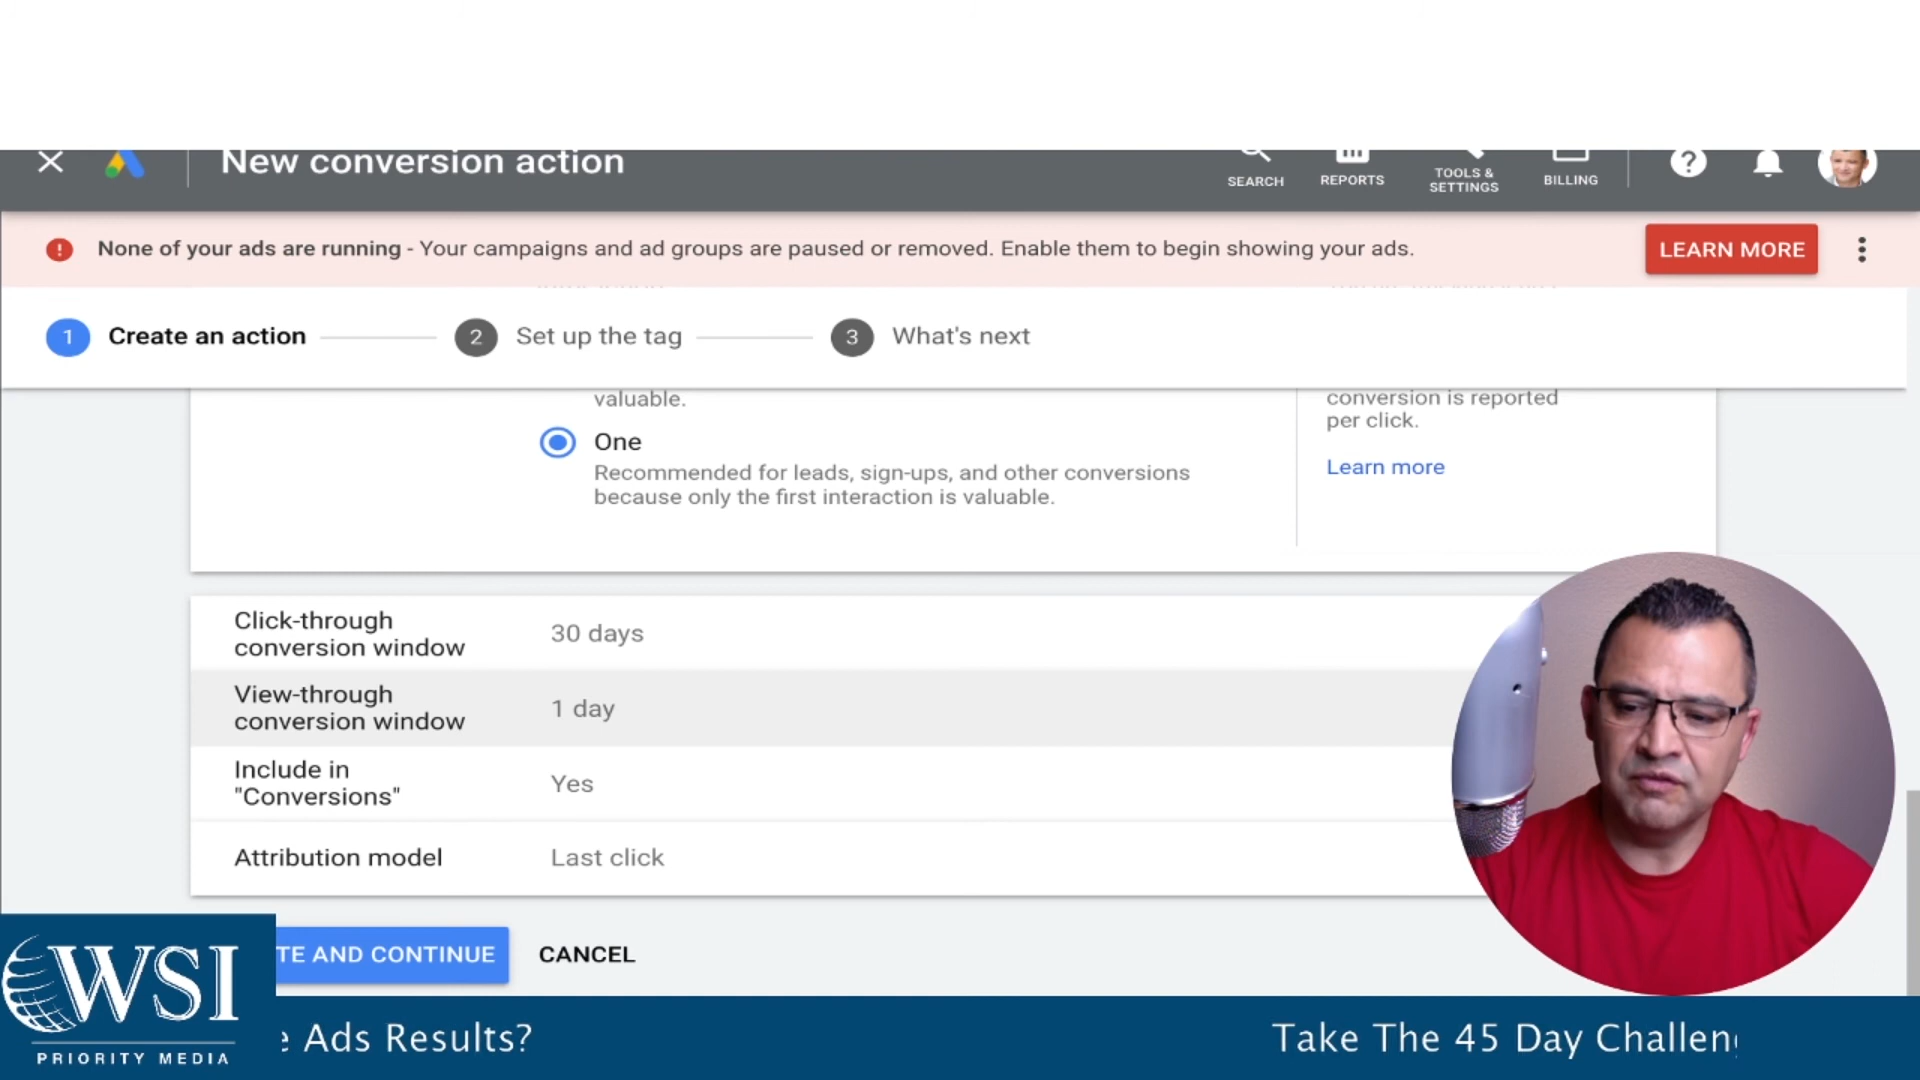 New conversion action
SEARCH
REPORTS
TOOLS &
SETTINGS
BILLING
None of your ads are running - Your campaigns and ad groups are paused or removed. Enable them to begin showing your ads.
LEARN MORE
1 Create an action
2 Set up the tag
3 What's next
valuable.
One
Recommended for leads, sign-ups, and other conversions
because only the first interaction is valuable.
conversion is reported
per click.
Learn more
Click-through
conversion window
30 days
View-through
conversion window
1 day
Include in
"Conversions"
Yes
Attribution model
Last click
TE AND CONTINUE
CANCEL
WSI
PRIORITY MEDIA
e Ads Results?
Take The 45 Day Challen